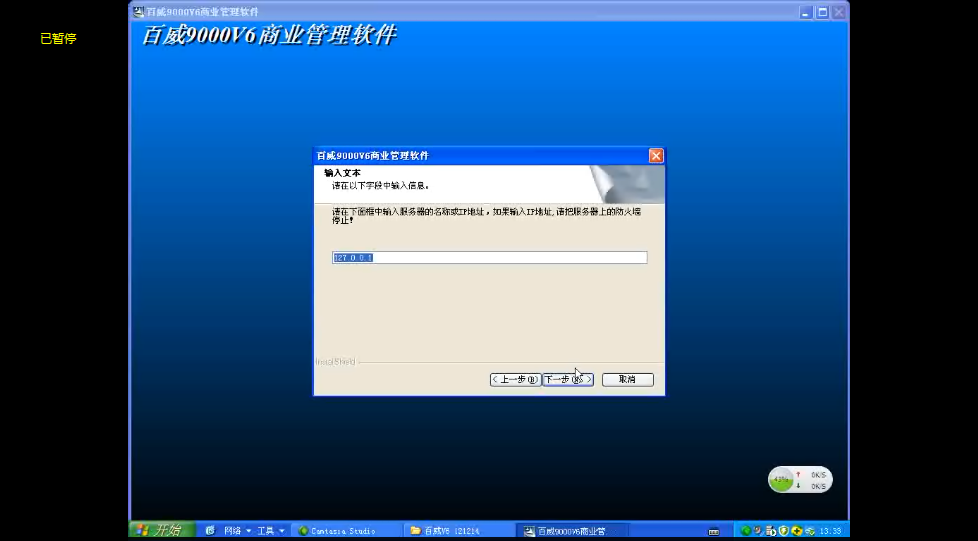 百威9000V6商业管理软件
已暂停
百威9000V6商业管理软件
百威9000V6商业管理软件
输入文本
请在以下字段中输入信息。
请在下面框中输入服务器的名称或IP地址，如果输入IP地址,请把服务器上的防火墙
停止!
127.0.0.1
InstallShield
< 上一步(B) 下一步(N) > 取消
43%
0K/S
0K/S
开始 网络 工具 Camtasia Studio 百威V6 121214 百威9000V6商业管 13:33